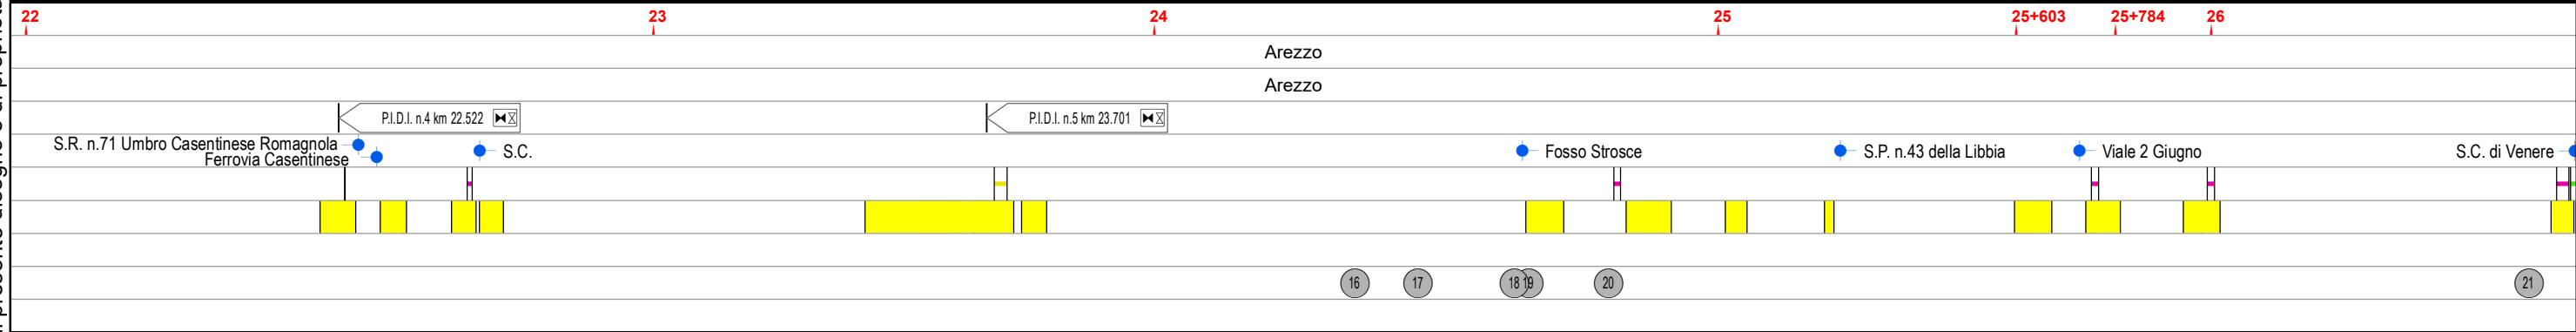 22 23 24 25 25+603 25+784 26
Arezzo
Arezzo
P.I.D.I. n.4 km 22.522 P.I.D.I. n.5 km 23.701
S.R. n.71 Umbro Casentinese Romagnola
Ferrovia Casentinese
S.C. Fosso Strosce S.P. n.43 della Libbia Viale 2 Giugno S.C. di Venere
16 17 18 19 20 21